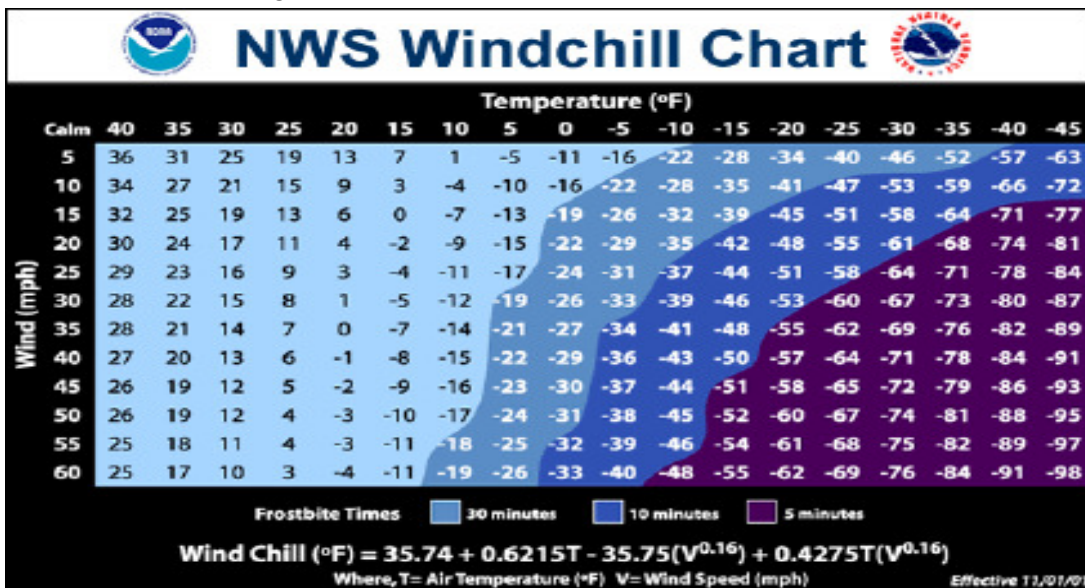 NWS Windchill Chart
Temperature (°F)
Calm 40 35 30 25 20 15 10 5 0 -5 -10 -15 -20 -25 -30 -35 -40 -45
5 36 31 25 19 13 7 1 -5 -11 -16 -22 -28 -34 -40 -46 -52 -57 -63
10 34 27 21 15 9 3 -4 -10 -16 -22 -28 -35 -41 -47 -53 -59 -66 -72
15 32 25 19 13 6 0 -7 -13 -19 -26 -32 -39 -45 -51 -58 -64 -71 -77
20 30 24 17 11 4 -2 -9 -15 -22 -29 -35 -42 -48 -55 -61 -68 -74 -81
25 29 23 16 9 3 -4 -11 -17 -24 -31 -37 -44 -51 -58 -64 -71 -78 -84
30 28 22 15 8 1 -5 -12 -19 -26 -33 -39 -46 -53 -60 -67 -73 -80 -87
35 28 21 14 7 0 -7 -14 -21 -27 -34 -41 -48 -55 -62 -69 -76 -82 -89
40 27 20 13 6 -1 -8 -15 -22 -29 -36 -43 -50 -57 -64 -71 -78 -84 -91
45 26 19 12 5 -2 -9 -16 -23 -30 -37 -44 -51 -58 -65 -72 -79 -86 -93
50 26 19 12 4 -3 -10 -17 -24 -31 -38 -45 -52 -60 -67 -74 -81 -88 -95
55 25 18 11 4 -3 -11 -18 -25 -32 -39 -46 -54 -61 -68 -75 -82 -89 -97
60 25 17 10 3 -4 -11 -19 -26 -33 -40 -48 -55 -62 -69 -76 -84 -91 -98
Wind (mph)
Frostbite Times 30 minutes 10 minutes 5 minutes
Wind Chill (°F) = 35.74 + 0.6215T - 35.75(V^0.16) + 0.4275T(V^0.16)
Where, T= Air Temperature (°F) V= Wind Speed (mph)
Effective 11/01/0